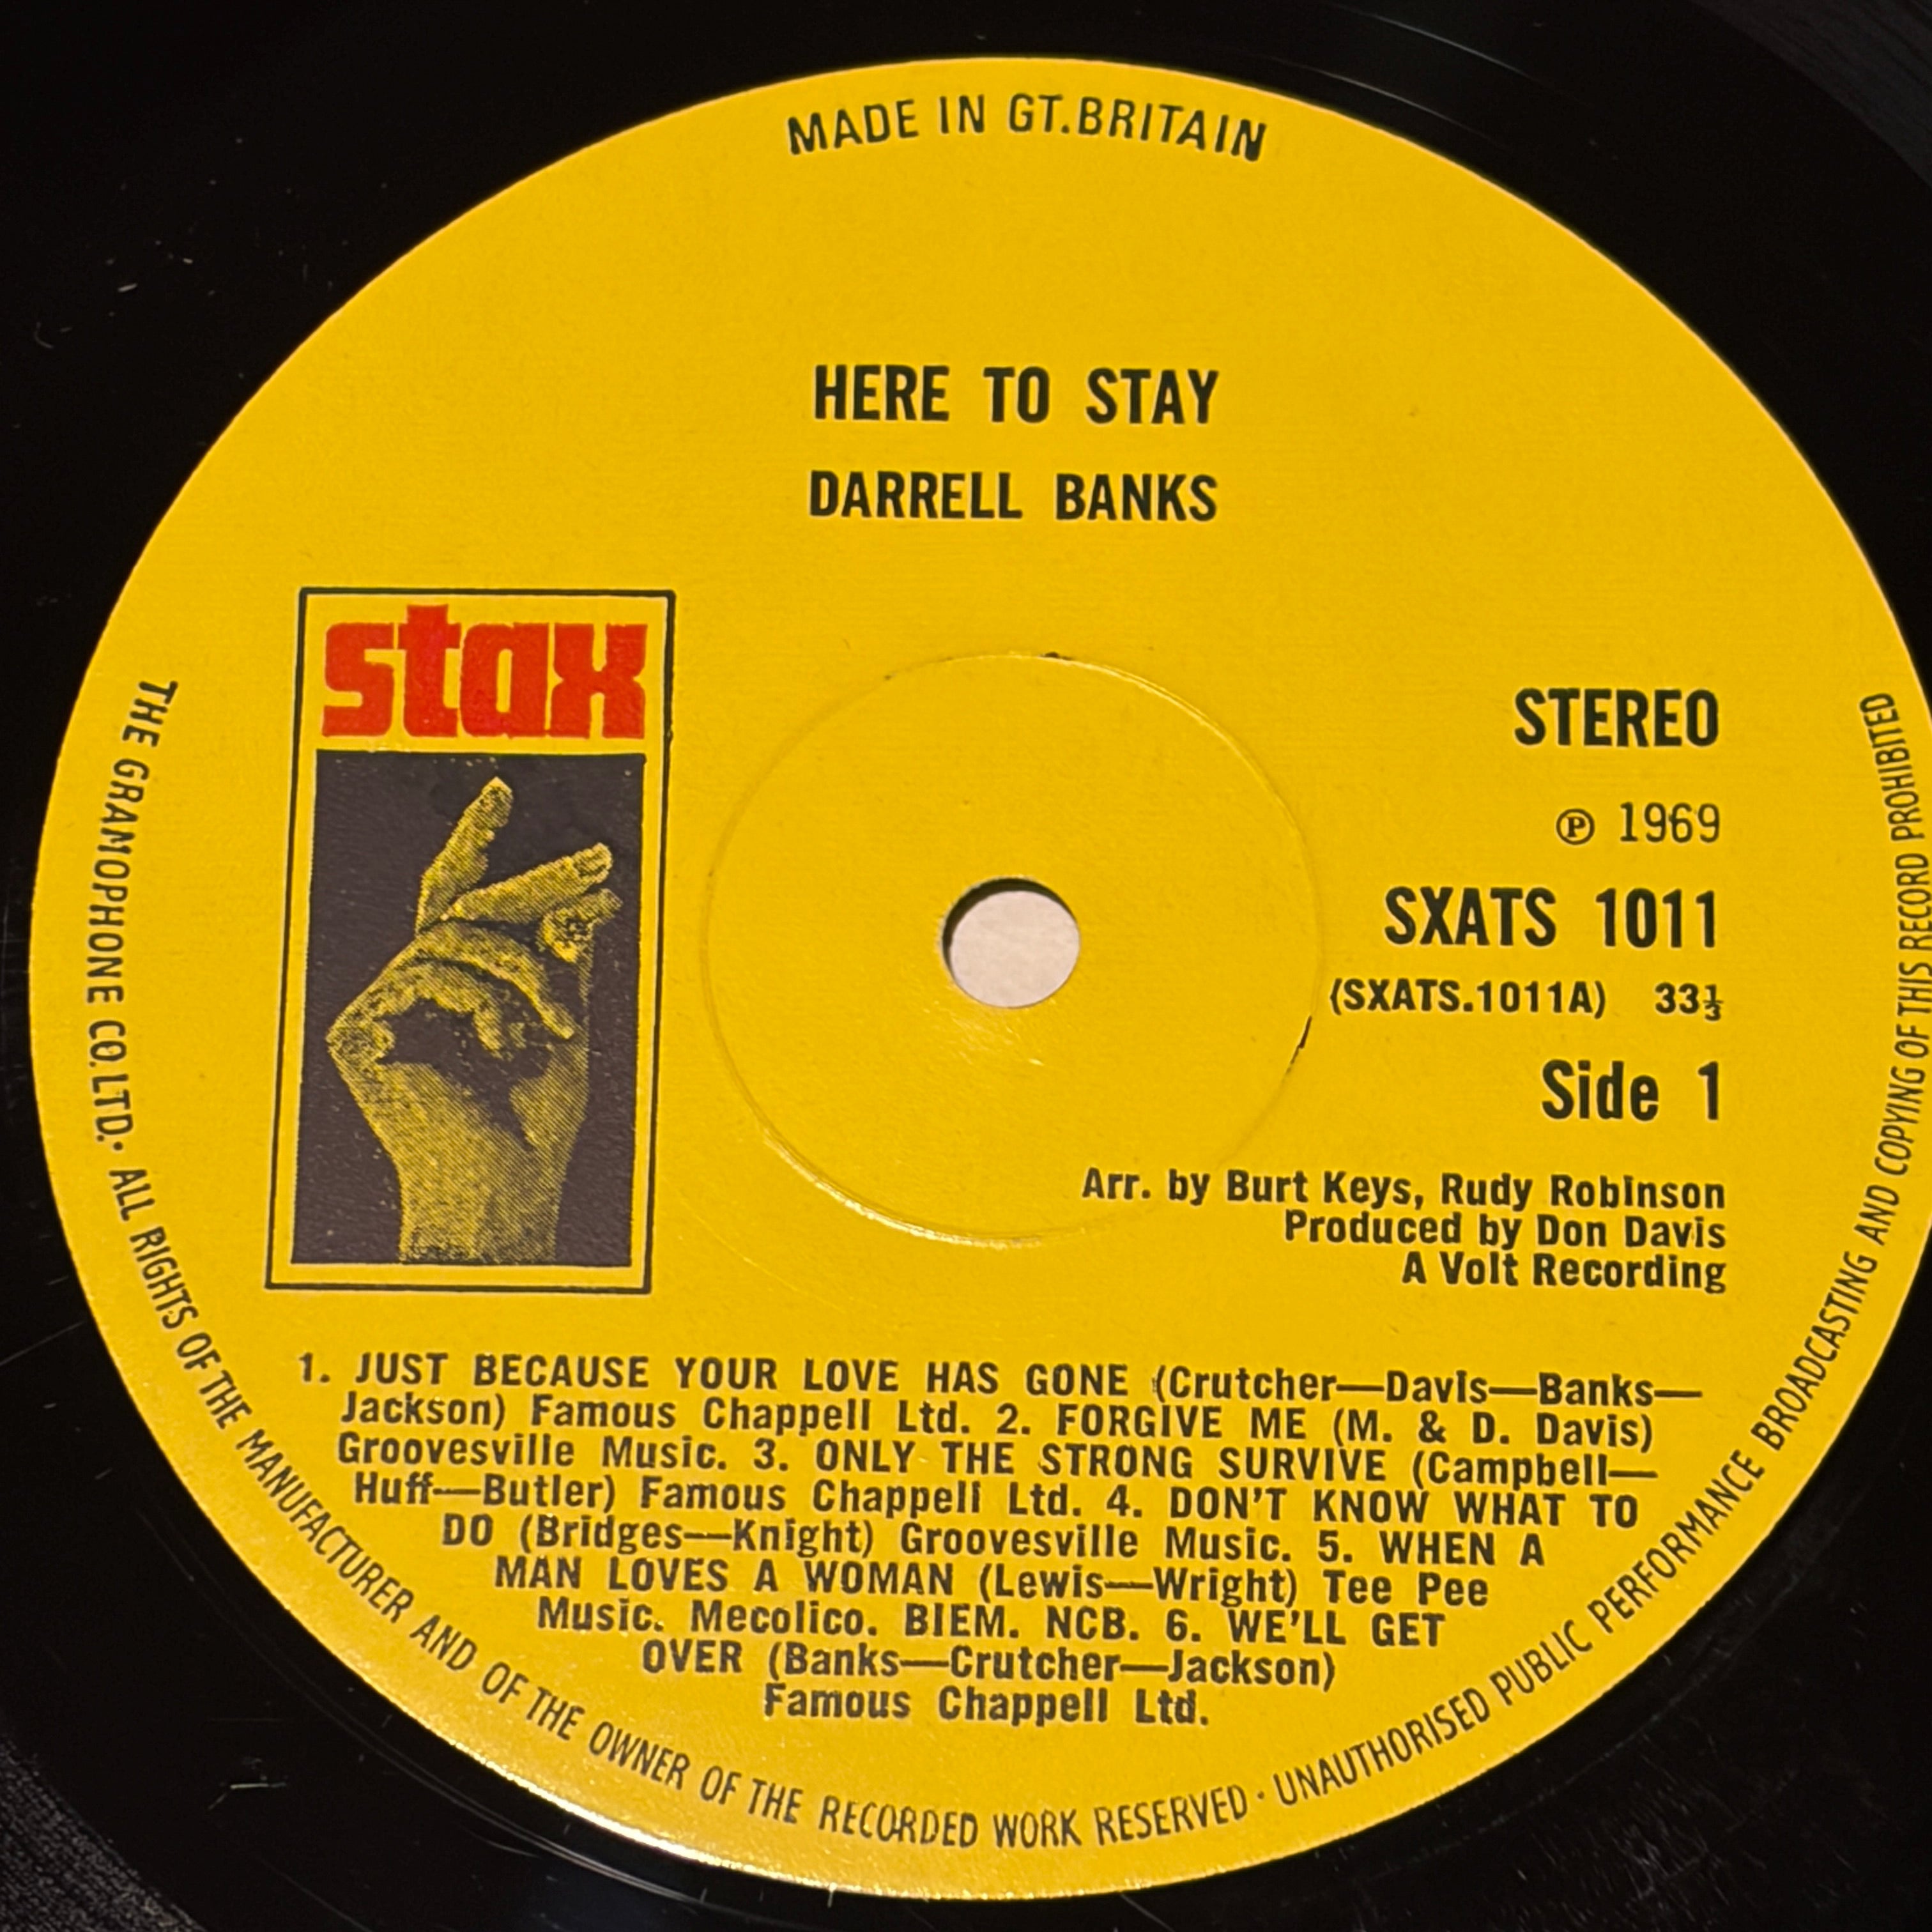 MADE IN GT.BRITAIN
HERE TO STAY
DARRELL BANKS
stax
STEREO
℗ 1969
SXATS 1011
(SXATS.1011A) 33⅓
Side 1
Arr. by Burt Keys, Rudy Robinson
Produced by Don Davis
A Volt Recording
1. JUST BECAUSE YOUR LOVE HAS GONE (Crutcher—Davis—Banks—
Jackson) Famous Chappell Ltd. 2. FORGIVE ME (M. & D. Davis)
Groovesville Music. 3. ONLY THE STRONG SURVIVE (Campbell—
Huff—Butler) Famous Chappell Ltd. 4. DON'T KNOW WHAT TO
DO (Bridges—Knight) Groovesville Music. 5. WHEN A
MAN LOVES A WOMAN (Lewis—Wright) Tee Pee
Music. Mecolico. BIEM. NCB. 6. WE'LL GET
OVER (Banks—Crutcher—Jackson)
Famous Chappell Ltd.
THE GRAMOPHONE CO.LTD. · ALL RIGHTS OF THE MANUFACTURER AND OF THE OWNER OF THE RECORDED WORK RESERVED · UNAUTHORISED PUBLIC PERFORMANCE BROADCASTING AND COPYING OF THIS RECORD PROHIBITED